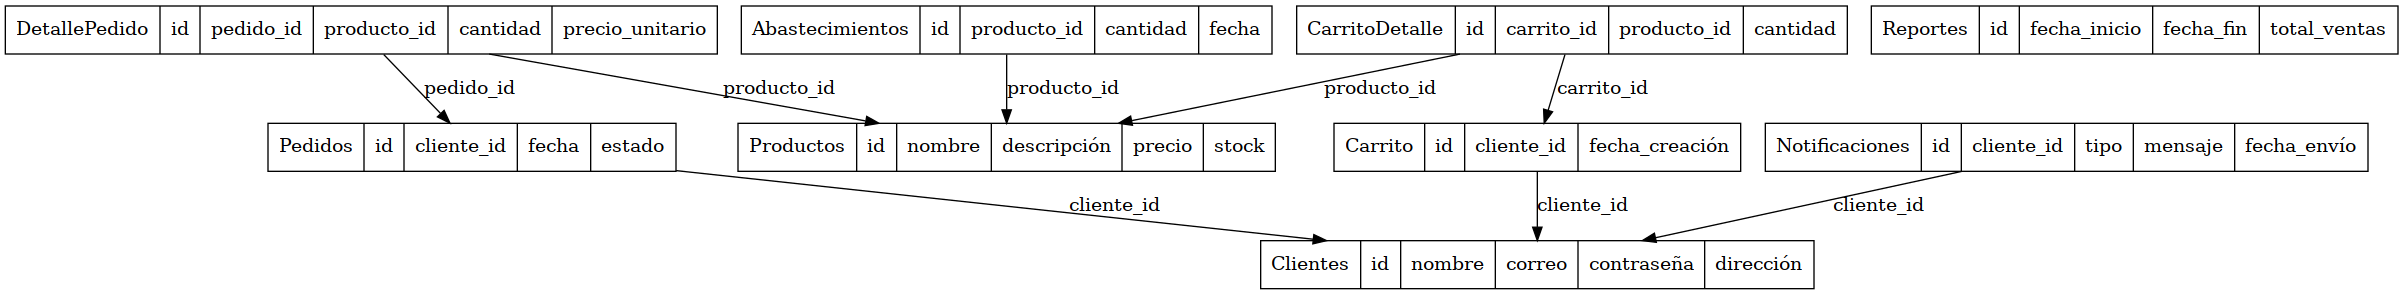 DetallePedido id pedido_id producto_id cantidad precio_unitario
Abastecimientos id producto_id cantidad fecha
CarritoDetalle id carrito_id producto_id cantidad
Reportes id fecha_inicio fecha_fin total_ventas
pedido_id
producto_id
producto_id
producto_id
carrito_id
Pedidos id cliente_id fecha estado
Productos id nombre descripción precio stock
Carrito id cliente_id fecha_creación
Notificaciones id cliente_id tipo mensaje fecha_envío
cliente_id
cliente_id
cliente_id
Clientes id nombre correo contraseña dirección